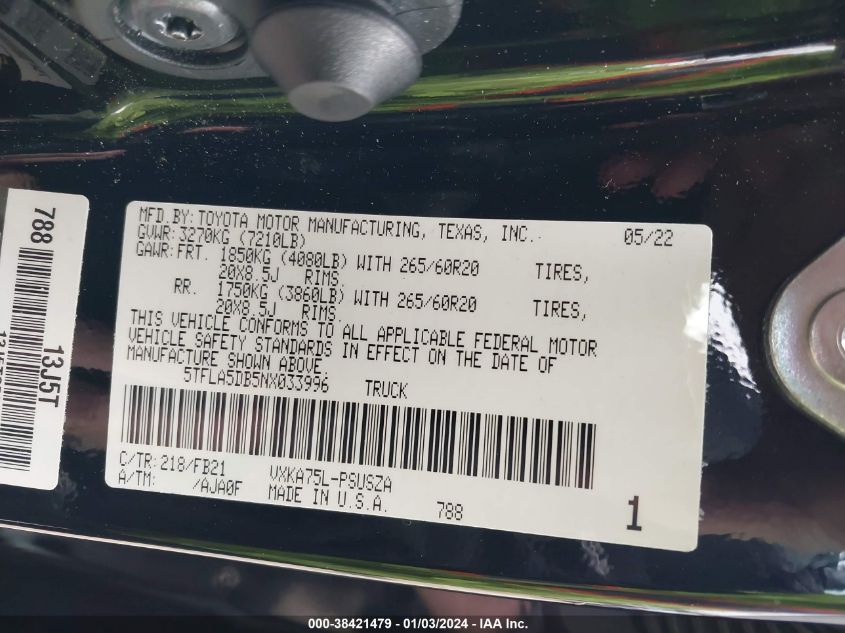 MFD.BY: TOYOTA MOTOR MANUFACTURING, TEXAS, INC. 05/22
GVWR: 3270KG (7210LB)
GAWR: FRT. 1850KG (4080LB) WITH 265/60R20 TIRES,
20X8.5J RIMS.
RR. 1750KG (3860LB) WITH 265/60R20 TIRES,
20X8.5J RIMS.
THIS VEHICLE CONFORMS TO ALL APPLICABLE FEDERAL MOTOR
VEHICLE SAFETY STANDARDS IN EFFECT ON THE DATE OF
MANUFACTURE SHOWN ABOVE.
5TFLA5DB5NX033996 TRUCK
C/TR: 218/FB21 VXKA75L-PSUSZA
A/TM: /AJA0F MADE IN U.S.A. 788
1
788
13J5T
000-38421479 - 01/03/2024 - IAA Inc.